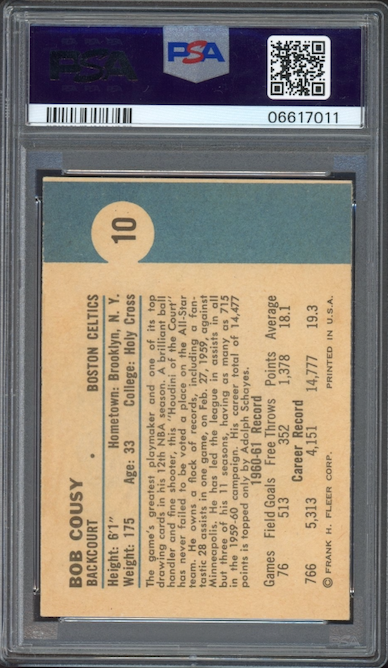 PSA
PSA
06617011
10
BOB COUSY
BACKCOURT • BOSTON CELTICS
Height: 6'1" Hometown: Brooklyn, N. Y.
Weight: 175 Age: 33 College: Holy Cross
The game's greatest playmaker and one of its top
drawing cards in his 12th NBA season. A brilliant ball
handler and fine shooter, this "Houdini of the Court"
has never failed to be voted a place on the All-Star
team. He owns a flock of records, including a fan-
tastic 28 assists in one game, on Feb. 27, 1959, against
Minneapolis. He has led the league in assists in all
but three of his 11 seasons, having as many as 715
in the 1959-60 campaign. His career total of 14,477
points is topped only by Adolph Schayes.
1960-61 Record
Games Field Goals Free Throws Points Average
76 513 352 1,378 18.1
Career Record
766 5,313 4,151 14,777 19.3
© FRANK H. FLEER CORP. PRINTED IN U.S.A.